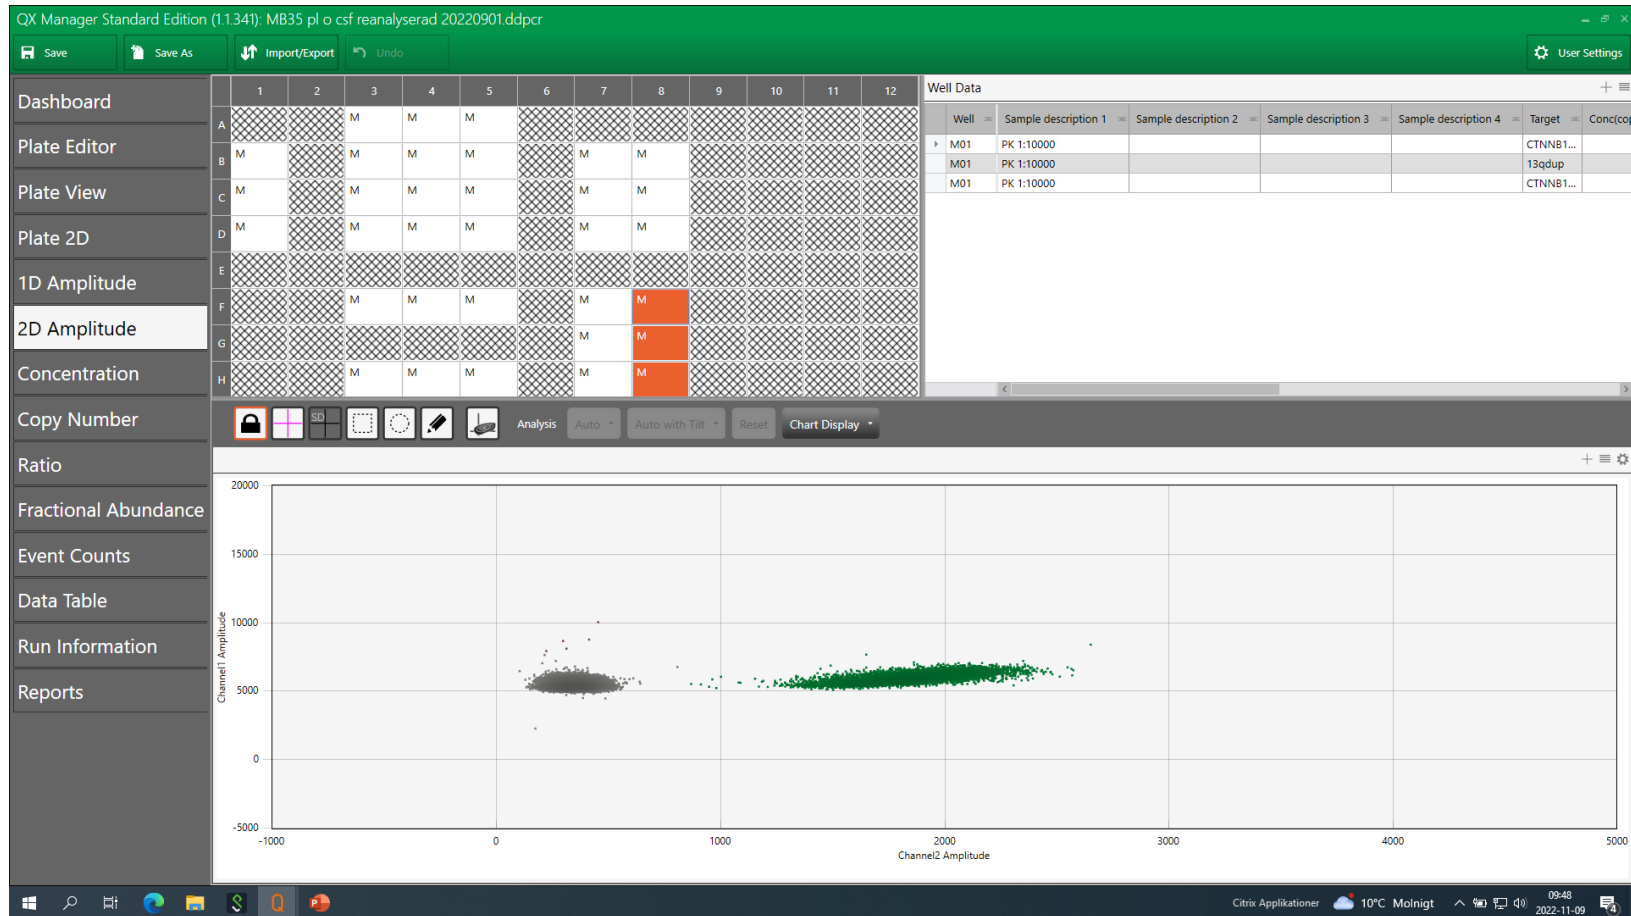 QX Manager Standard Edition (1.1.341): MB35 pl o csf reanalyserad 20220901.ddpcr
Save
Save As
Import/Export
Undo
User Settings
Dashboard
Plate Editor
Plate View
Plate 2D
1D Amplitude
2D Amplitude
Concentration
Copy Number
Ratio
Fractional Abundance
Event Counts
Data Table
Run Information
Reports
1 2 3 4 5 6 7 8 9 10 11 12
A M M M
B M M M M M M
C M M M M M M
D M M M M M M
E
F M M M M M
G M M
H M M M M M
Well Data
Well Sample description 1 Sample description 2 Sample description 3 Sample description 4 Target Conc(cop
M01 PK 1:10000 CTNNB1...
M01 PK 1:10000 13qdup
M01 PK 1:10000 CTNNB1...
SD
Analysis
Auto
Auto with Tilt
Reset
Chart Display
Channel1 Amplitude
20000
15000
10000
5000
0
-5000
-1000 0 1000 2000 3000 4000 5000
Channel2 Amplitude
Citrix Applikationer
10°C Molnigt
09:48
2022-11-09
4